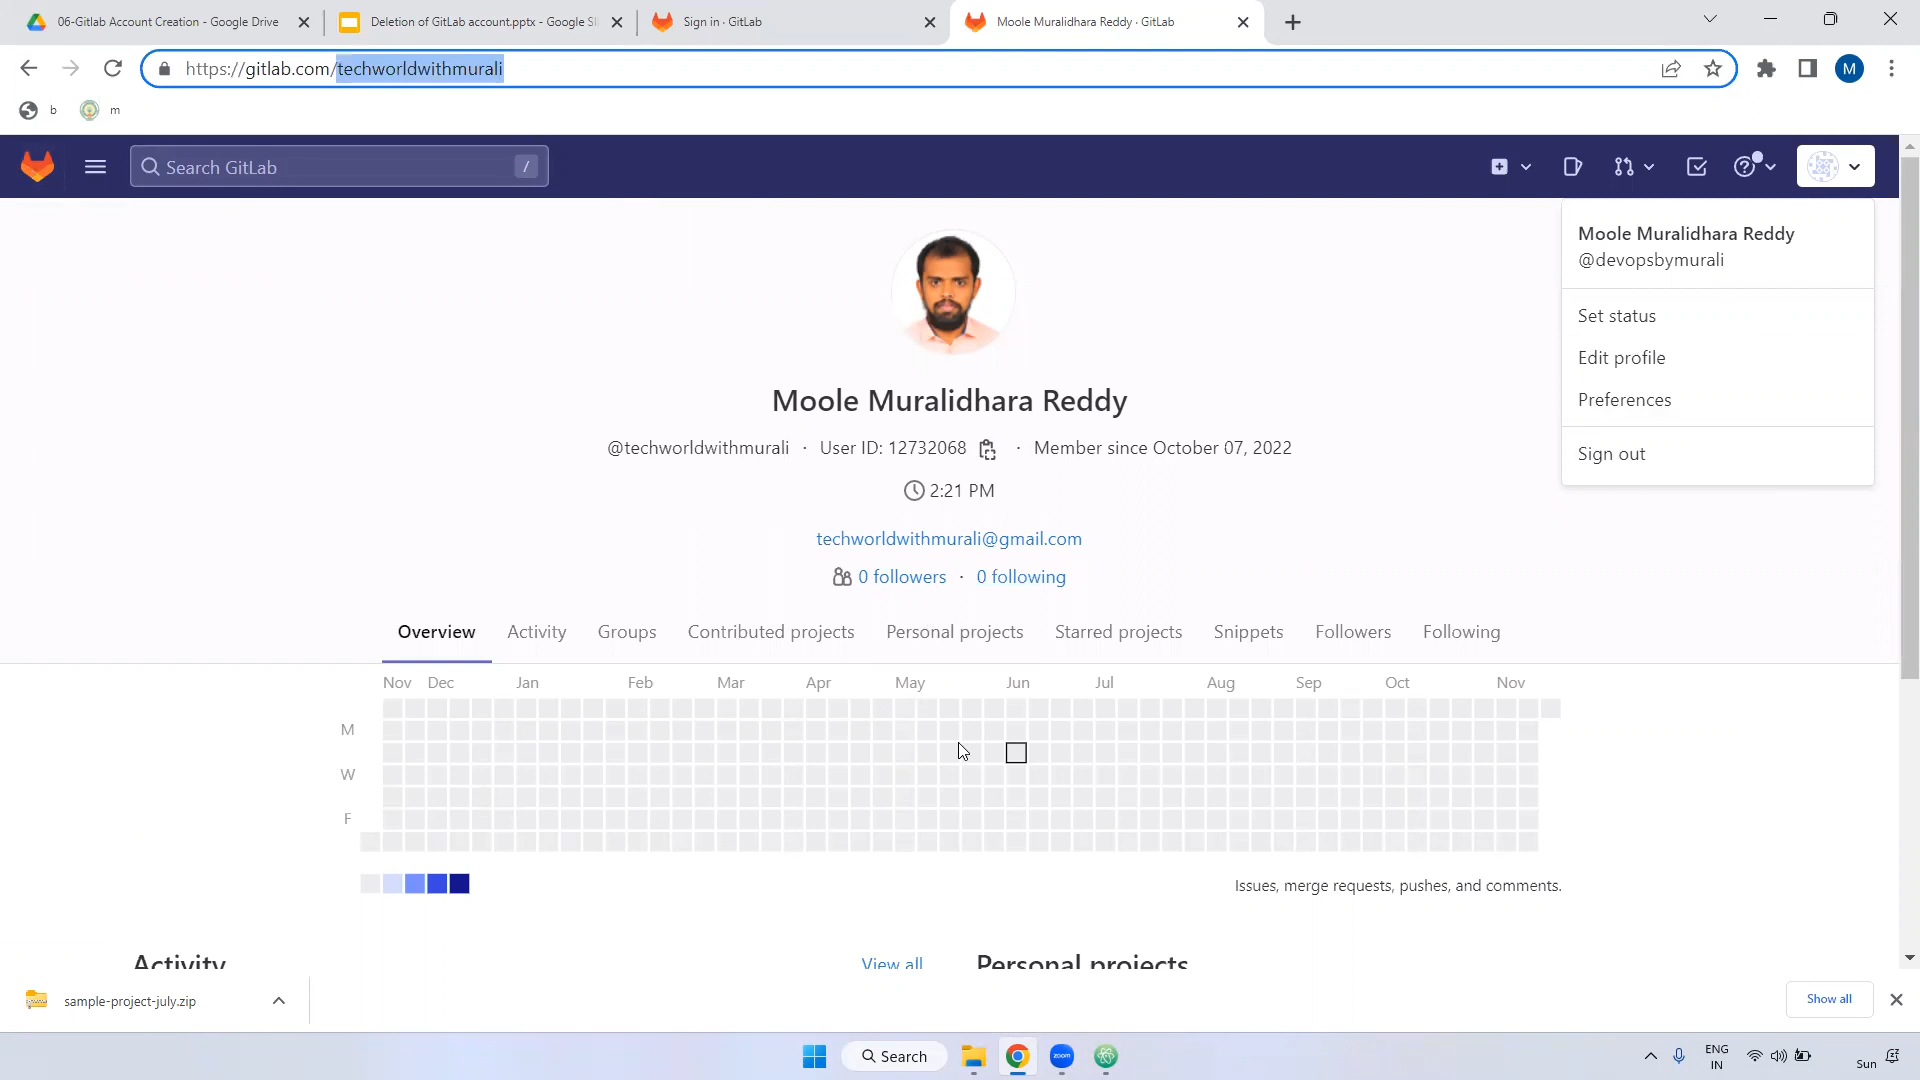 06-Gitlab Account Creation - Google Drive
Deletion of GitLab account.pptx - Google Sl
Sign in · GitLab
Moole Muralidhara Reddy · GitLab
https://gitlab.com/techworldwithmurali
M
b
m
Search GitLab
/
Moole Muralidhara Reddy
@devopsbymurali
Set status
Edit profile
Preferences
Sign out
Moole Muralidhara Reddy
@techworldwithmurali · User ID: 12732068 · Member since October 07, 2022
2:21 PM
techworldwithmurali@gmail.com
0 followers · 0 following
Overview Activity Groups Contributed projects Personal projects Starred projects Snippets Followers Following
Nov Dec Jan Feb Mar Apr May Jun Jul Aug Sep Oct Nov
M
W
F
Issues, merge requests, pushes, and comments.
Activity
View all
Personal projects
sample-project-july.zip
Show all
Search
zoom
ENG
IN
Sun